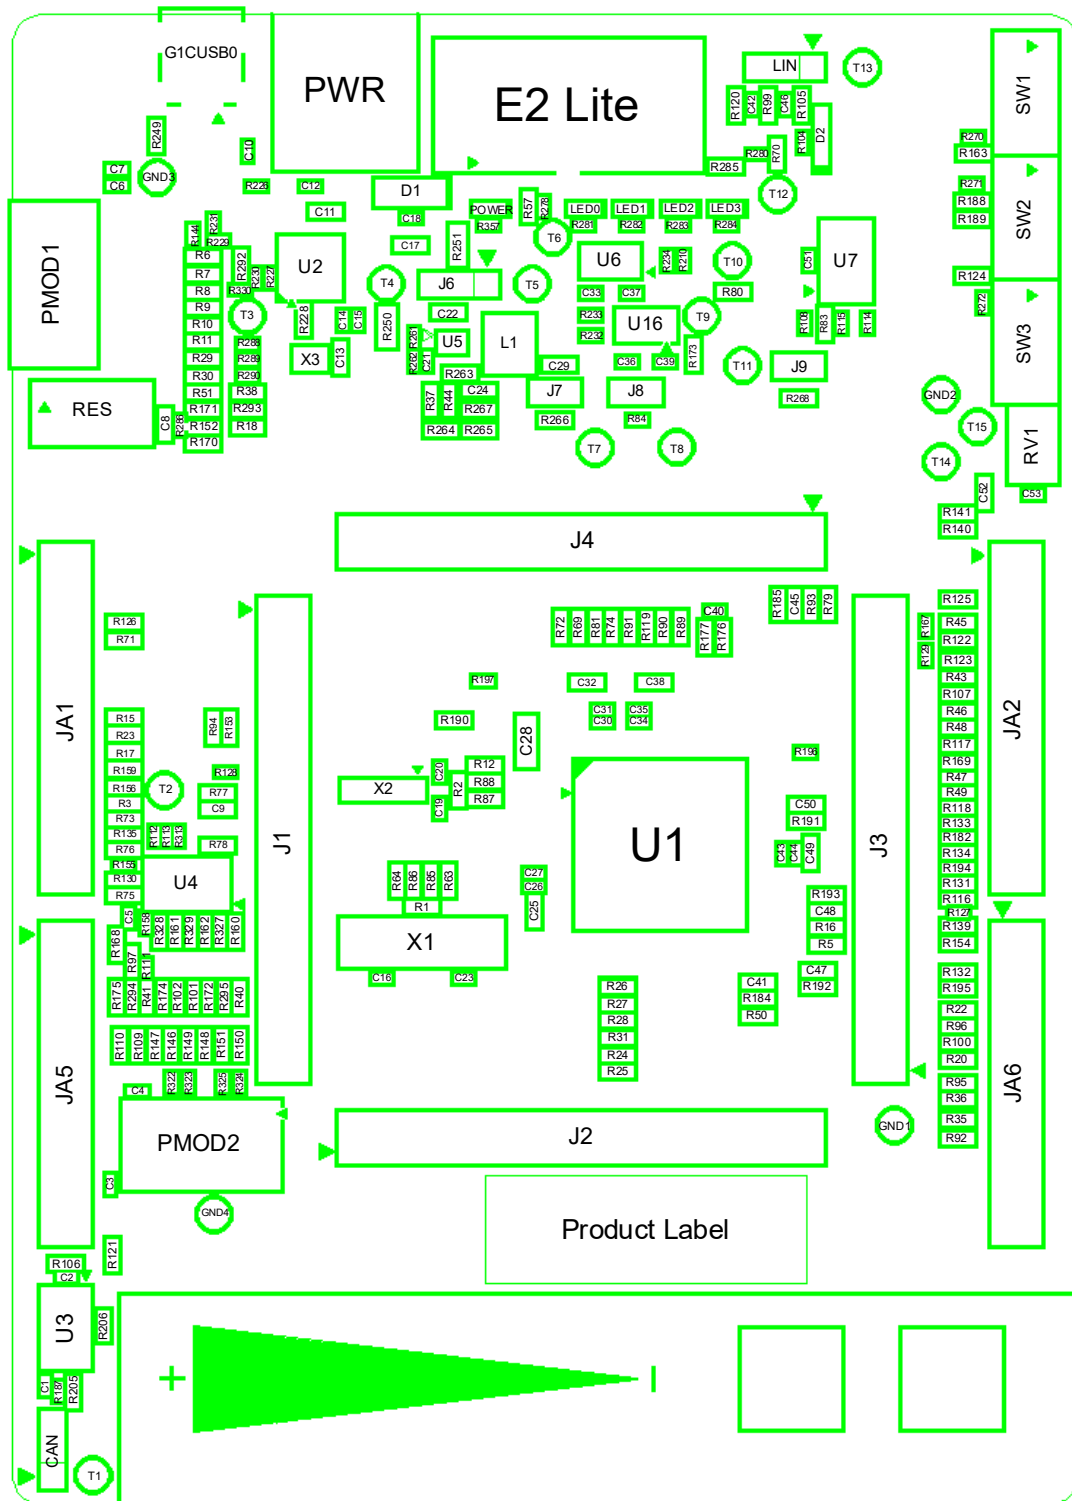 G1CUSB0
PWR
E2 Lite
LIN
T13
SW1
R249
C10
R120
C42
R99
C46
R105
R104
D2
R280
R70
R285
T12
R270
R163
C7
C6
GND3
R226
C12
C11
D1
C18
C17
POWER
R357
R57
R278
T6
LED0
LED1
LED2
LED3
R281
R282
R283
R284
R271
R188
R189
SW2
PMOD1
R144
R231
R229
R6
R7
R8
R9
R10
R11
R29
R30
R51
R171
R152
R170
R292
R230
R227
R330
T3
R288
R289
R290
R38
R293
R18
U2
R228
C14
C15
X3
C13
T4
R250
R251
J6
T5
C22
R261
R262
U5
C21
R263
L1
C29
U6
R234
R210
C33
C37
R233
R232
U16
T10
R80
T9
C36
C39
R173
T11
C51
U7
R108
R83
R115
R114
J9
R268
R124
R272
SW3
RES
C8
R286
R37
R44
C24
R267
R264
R265
J7
R266
J8
R84
T7
T8
GND2
T15
T14
RV1
C52
C53
R141
R140
J4
JA1
R126
R71
J1
R72
R69
R81
R74
R91
R119
R90
R89
C40
R177
R176
R185
C45
R93
R79
J3
R167
R129
R125
R45
R122
R123
R43
R107
R46
R48
R117
R169
R47
R49
R118
R133
R182
R134
R194
R131
R116
R127
R139
R154
JA2
R197
C32
C38
R190
C31
C30
C35
C34
C28
R196
R15
R23
R17
R159
R156
R3
R73
R135
R76
R155
R130
R75
R94
R153
R128
R77
C9
T2
R112
R113
R313
R78
U4
X2
C20
C19
R2
R12
R88
R87
U1
C50
R191
C43
C44
C49
R64
R86
R85
R63
R1
X1
C16
C23
C27
C26
C25
R193
C48
R16
R5
C47
R192
C5
R158
R328
R161
R329
R162
R327
R160
R168
R97
R111
R175
R294
R41
R174
R102
R101
R172
R295
R40
R110
R109
R147
R146
R149
R148
R151
R150
R26
R27
R28
R31
R24
R25
C41
R184
R50
R132
R195
R22
R96
R100
R20
R95
R36
R35
R92
JA6
JA5
C4
R322
R323
R325
R324
PMOD2
C3
GND4
J2
GND1
Product Label
R121
R106
C2
U3
R206
C1
R187
R205
CAN
T1
+
−